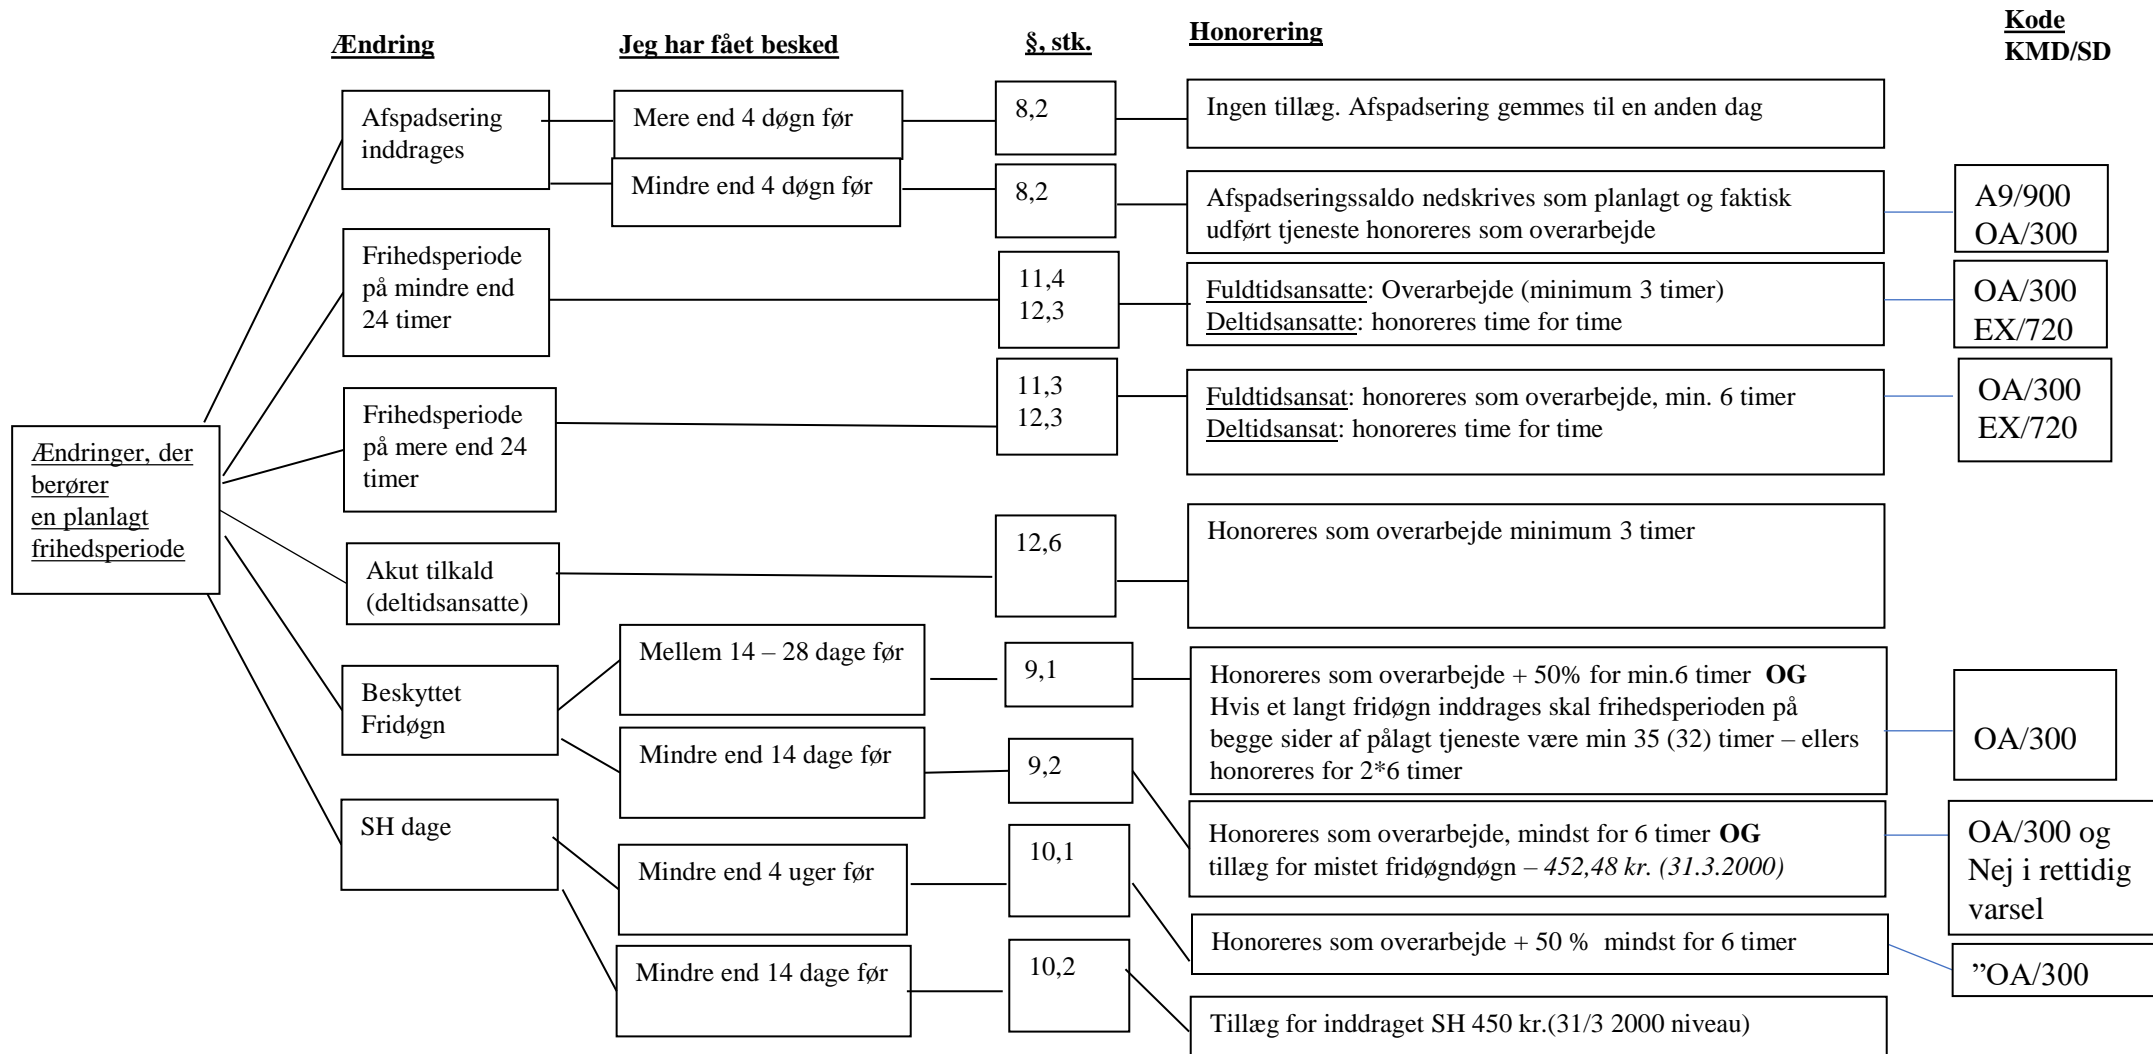 Ændring
Jeg har fået besked
§, stk.
Honorering
Kode
KMD/SD
Ændringer, der
berører
en planlagt
frihedsperiode
Afspadsering
inddrages
Mere end 4 døgn før
8,2
Ingen tillæg. Afspadsering gemmes til en anden dag
Mindre end 4 døgn før
8,2
Afspadseringssaldo nedskrives som planlagt og faktisk
udført tjeneste honoreres som overarbejde
A9/900
OA/300
Frihedsperiode
på mindre end
24 timer
11,4
12,3
Fuldtidsansatte: Overarbejde (minimum 3 timer)
Deltidsansatte: honoreres time for time
OA/300
EX/720
Frihedsperiode
på mere end 24
timer
11,3
12,3
Fuldtidsansat: honoreres som overarbejde, min. 6 timer
Deltidsansat: honoreres time for time
OA/300
EX/720
Akut tilkald
(deltidsansatte)
12,6
Honoreres som overarbejde minimum 3 timer
Beskyttet
Fridøgn
Mellem 14 – 28 dage før
9,1
Honoreres som overarbejde + 50% for min.6 timer OG
Hvis et langt fridøgn inddrages skal frihedsperioden på
begge sider af pålagt tjeneste være min 35 (32) timer – ellers
honoreres for 2*6 timer
OA/300
Mindre end 14 dage før
9,2
Honoreres som overarbejde, mindst for 6 timer OG
tillæg for mistet fridøgndøgn – 452,48 kr. (31.3.2000)
OA/300 og
Nej i rettidig
varsel
SH dage
Mindre end 4 uger før
10,1
Honoreres som overarbejde + 50 % mindst for 6 timer
”OA/300
Mindre end 14 dage før
10,2
Tillæg for inddraget SH 450 kr.(31/3 2000 niveau)